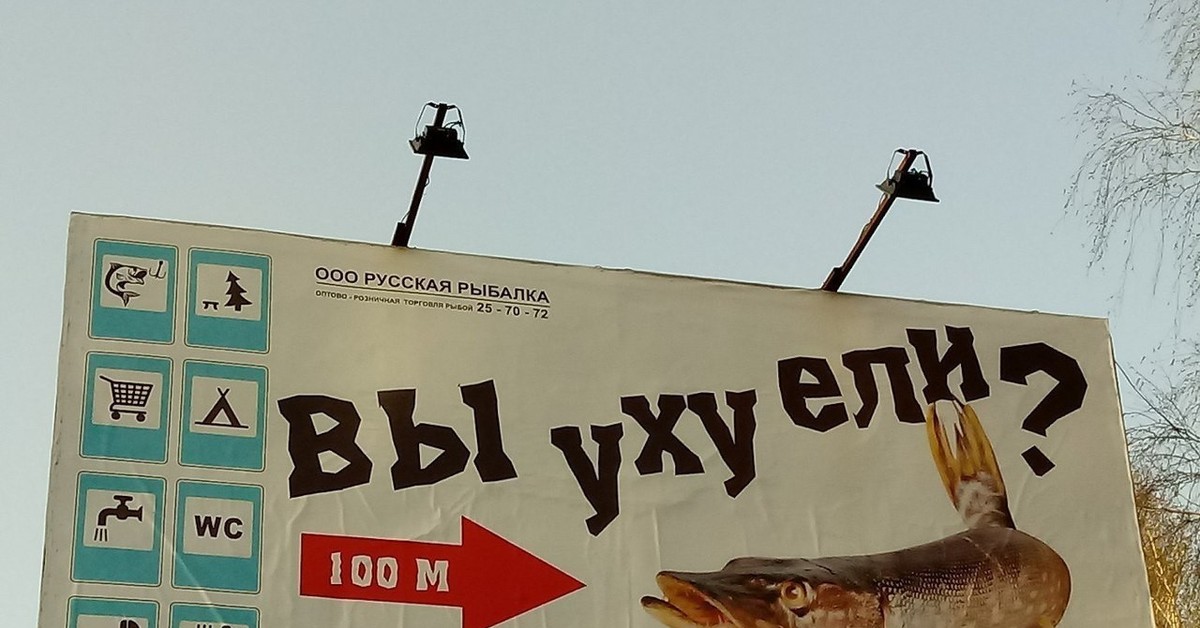 ООО РУССКАЯ РЫБАЛКА
ОПТОВО - РОЗНИЧНАЯ ТОРГОВЛЯ РЫБОЙ 25 - 70 - 72
Вы уху ели?
WC
100 М